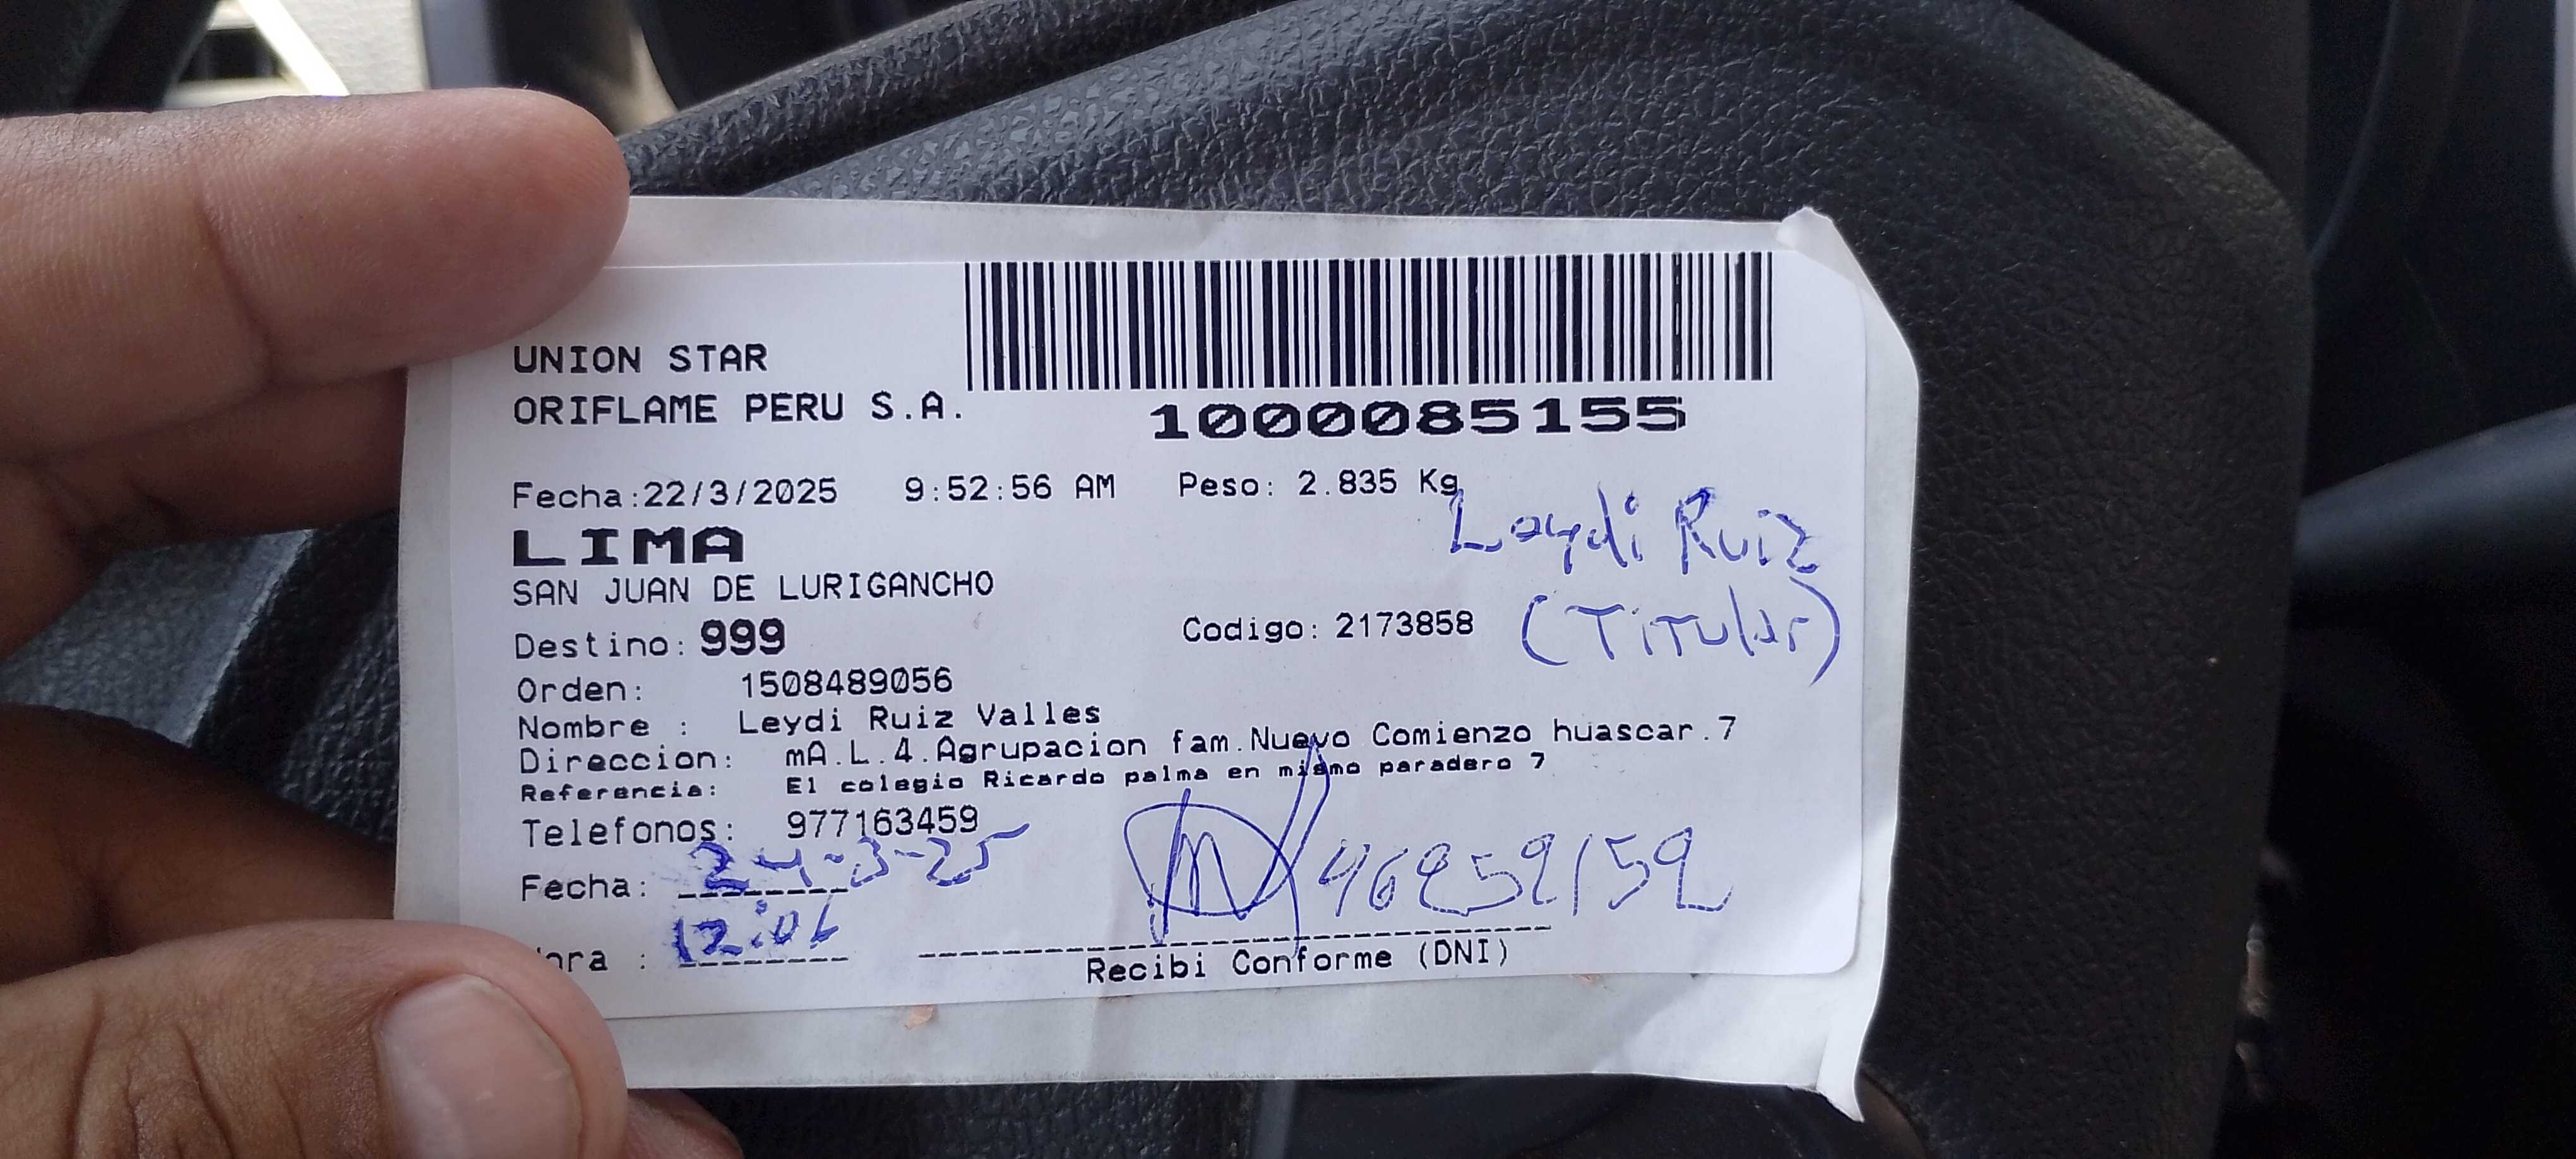 UNION STAR
ORIFLAME PERU S.A.
1000085155
Fecha:22/3/2025 9:52:56 AM Peso: 2.835 Kg
LIMA
Leydi Ruiz
SAN JUAN DE LURIGANCHO
(Titular)
Destino: 999 Codigo: 2173858
Orden: 1508489056
Nombre : Leydi Ruiz Valles
Direccion: mA.L.4.Agrupacion fam.Nuevo Comienzo huascar.7
Referencia: El colegio Ricardo palma en mismo paradero 7
Telefonos: 977163459
Fecha: 24-3-25
ora : 12:06
Recibi Conforme (DNI)